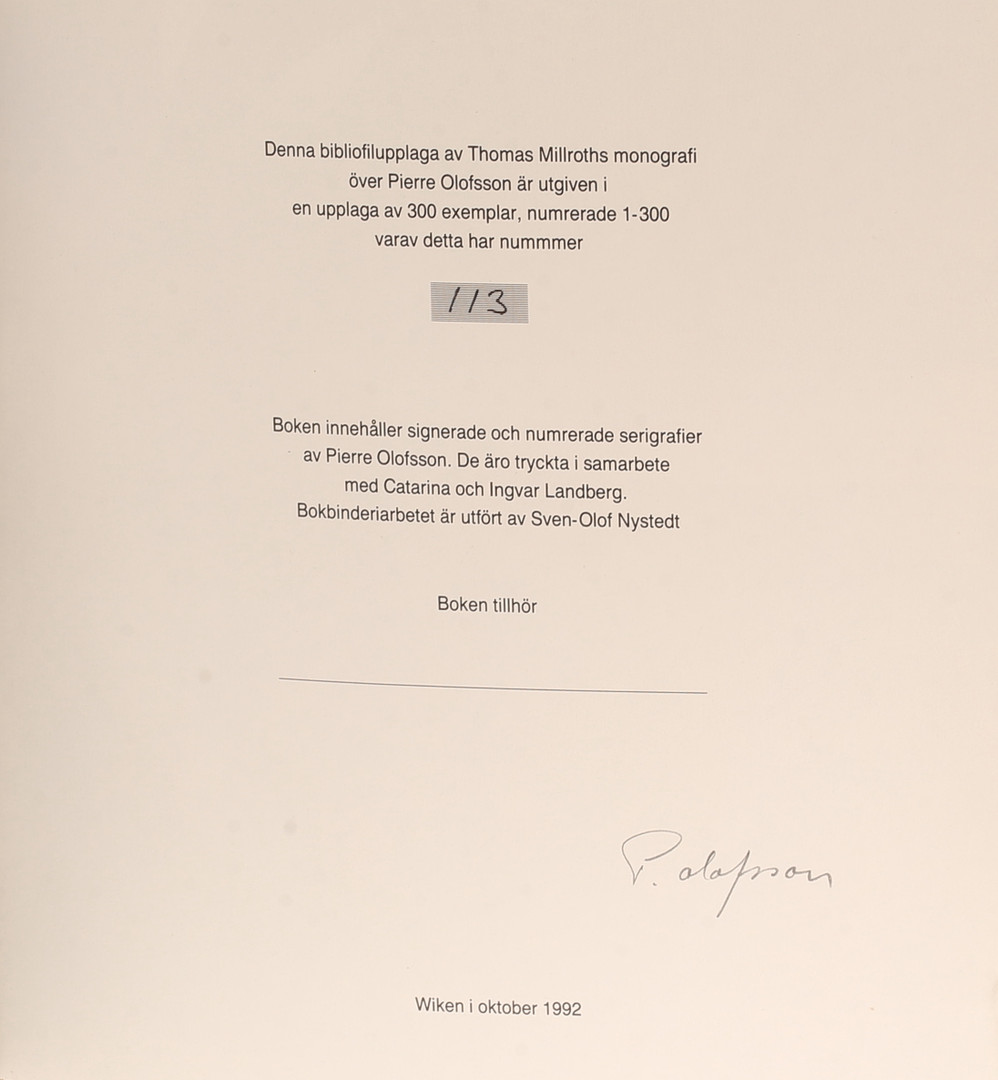 Denna bibliofilupplaga av Thomas Millroths monografi
över Pierre Olofsson är utgiven i
en upplaga av 300 exemplar, numrerade 1-300
varav detta har nummmer
113
Boken innehåller signerade och numrerade serigrafier
av Pierre Olofsson. De äro tryckta i samarbete
med Catarina och Ingvar Landberg.
Bokbinderiarbetet är utfört av Sven-Olof Nystedt
Boken tillhör
P. olofsson
Wiken i oktober 1992